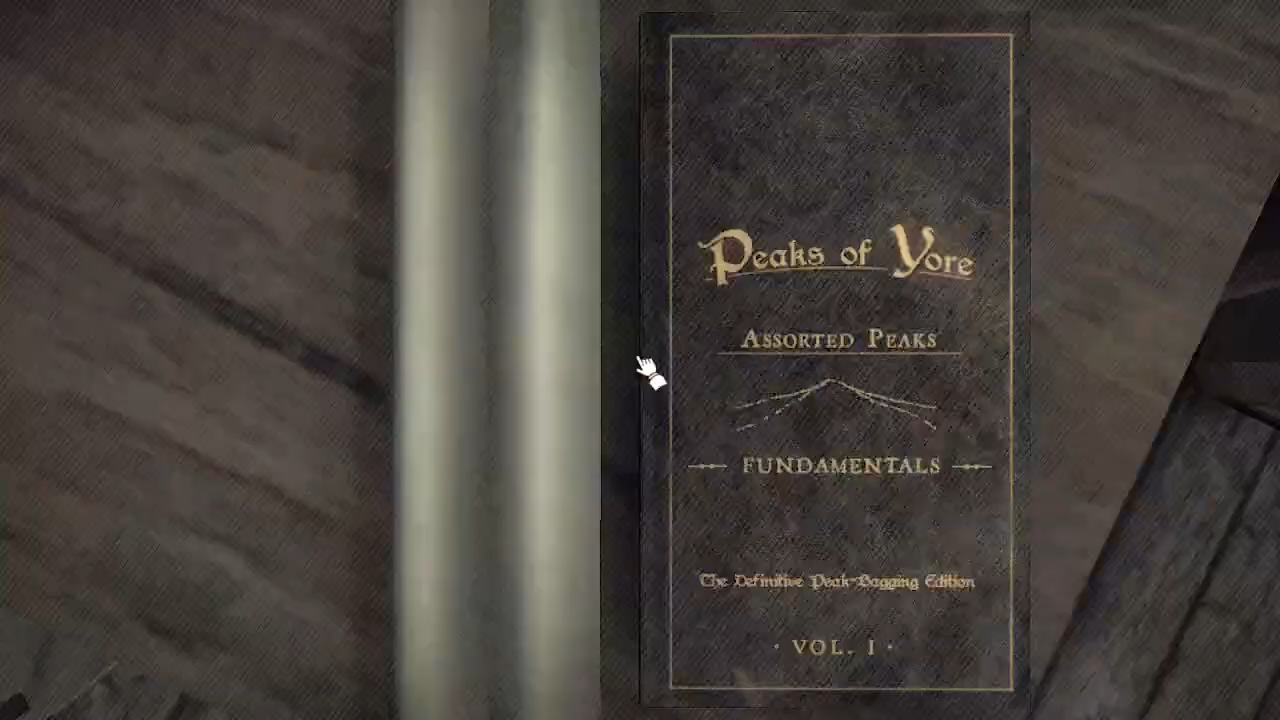 Peaks of Yore
Assorted Peaks
FUNDAMENTALS
The Definitive Peak-Bagging Edition
· VOL. I ·